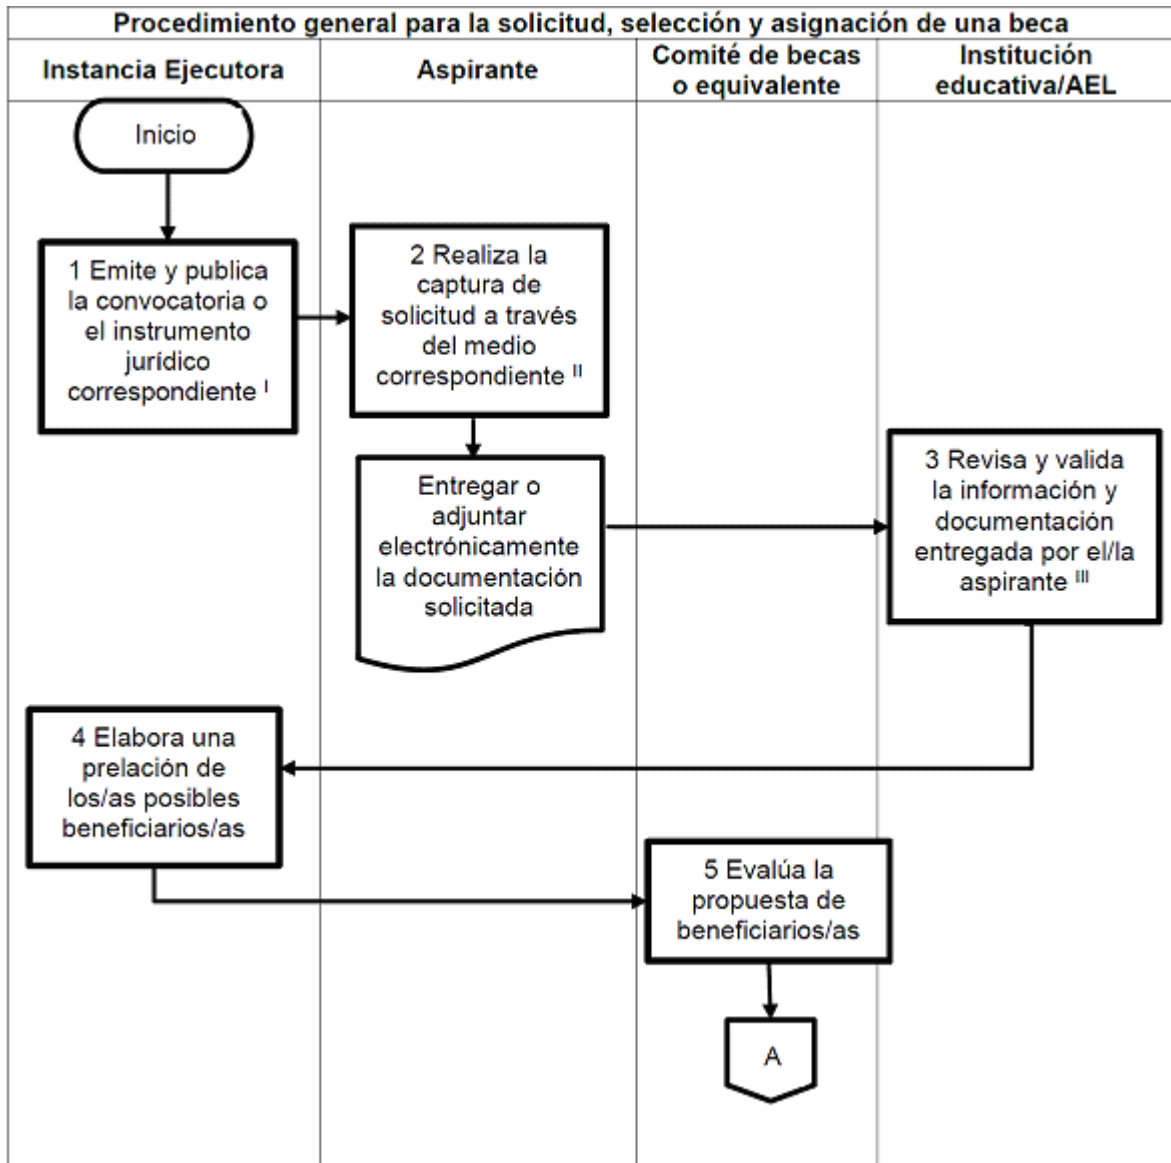 Procedimiento general para la solicitud, selección y asignación de una beca
Instancia Ejecutora
Aspirante
Comité de becas
o equivalente
Institución
educativa/AEL
Inicio
1 Emite y publica
la convocatoria o
el instrumento
jurídico
correspondiente I
2 Realiza la
captura de
solicitud a través
del medio
correspondiente II
Entregar o
adjuntar
electrónicamente
la documentación
solicitada
3 Revisa y valida
la información y
documentación
entregada por el/la
aspirante III
4 Elabora una
prelación de
los/as posibles
beneficiarios/as
5 Evalúa la
propuesta de
beneficiarios/as
A